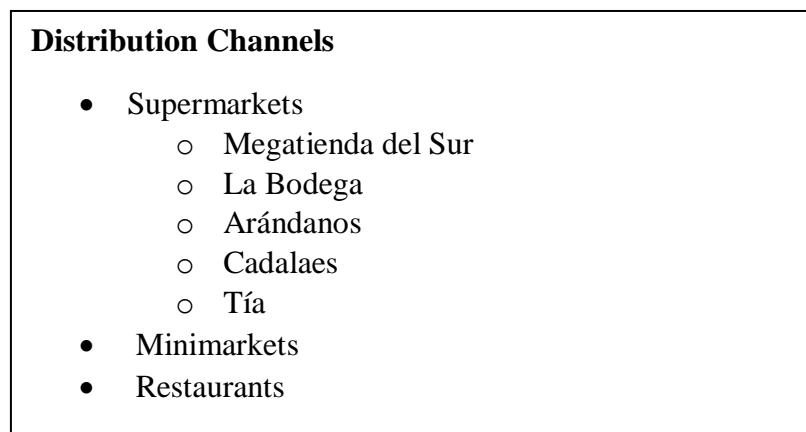 Distribution Channels
• Supermarkets
o Megatienda del Sur
o La Bodega
o Arándanos
o Cadalaes
o Tía
• Minimarkets
• Restaurants